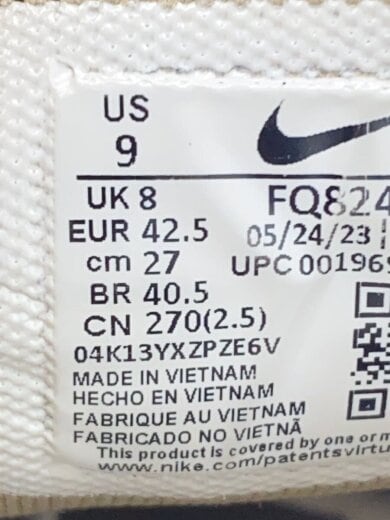 US
9
UK 8 FQ824
EUR 42.5 05/24/23
cm 27 UPC 001969
BR 40.5
CN 270(2.5)
04K13YXZPZE6V
MADE IN VIETNAM
HECHO EN VIETNAM
FABRIQUE AU VIETNAM
FABRICADO NO VIETNÃ
This product is covered by one or m
www.nike.com/patentsvirtu